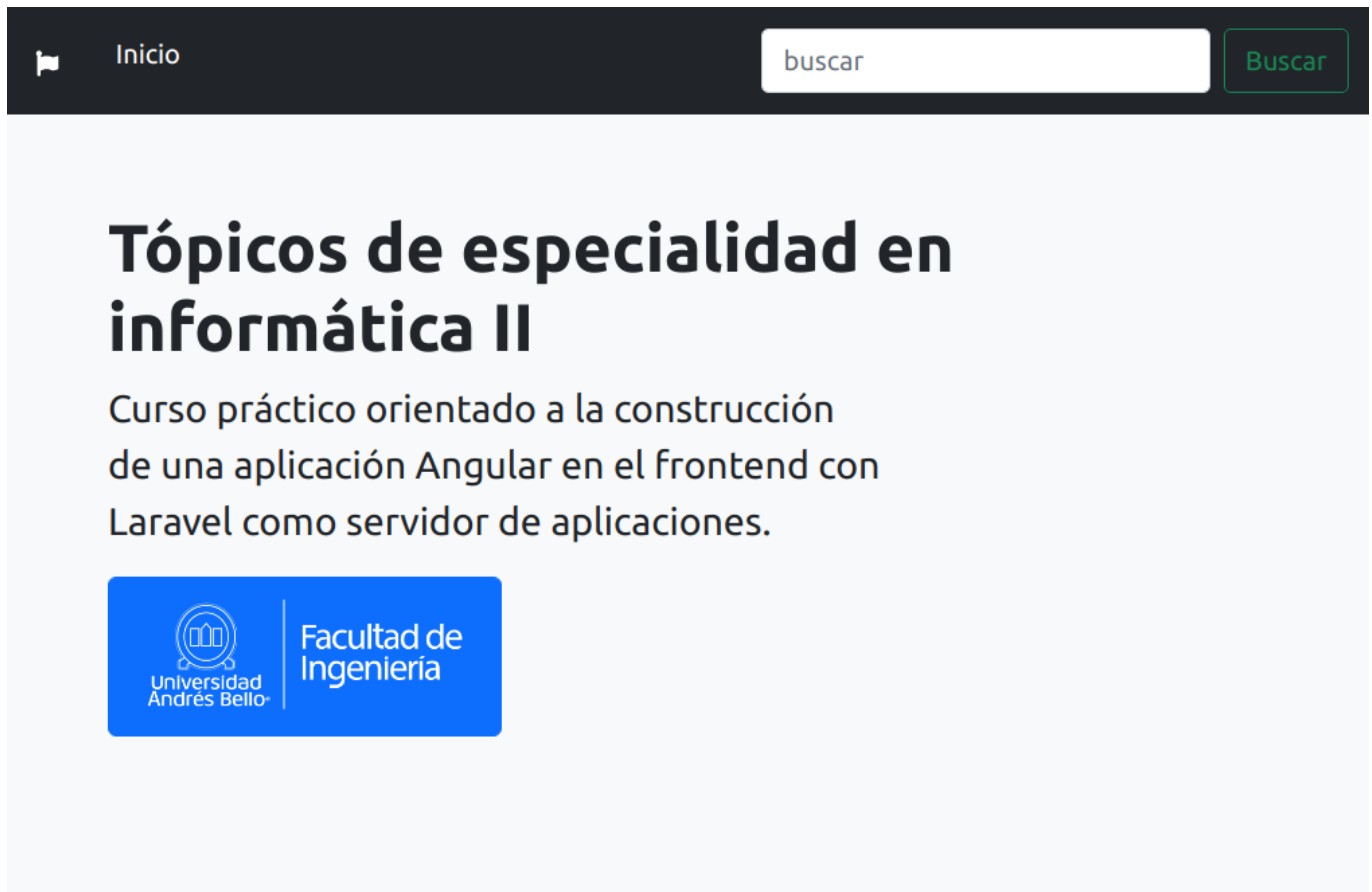 Inicio
buscar
Buscar
Tópicos de especialidad en
informática II
Curso práctico orientado a la construcción
de una aplicación Angular en el frontend con
Laravel como servidor de aplicaciones.
Universidad
Andrés Bello
Facultad de
Ingeniería